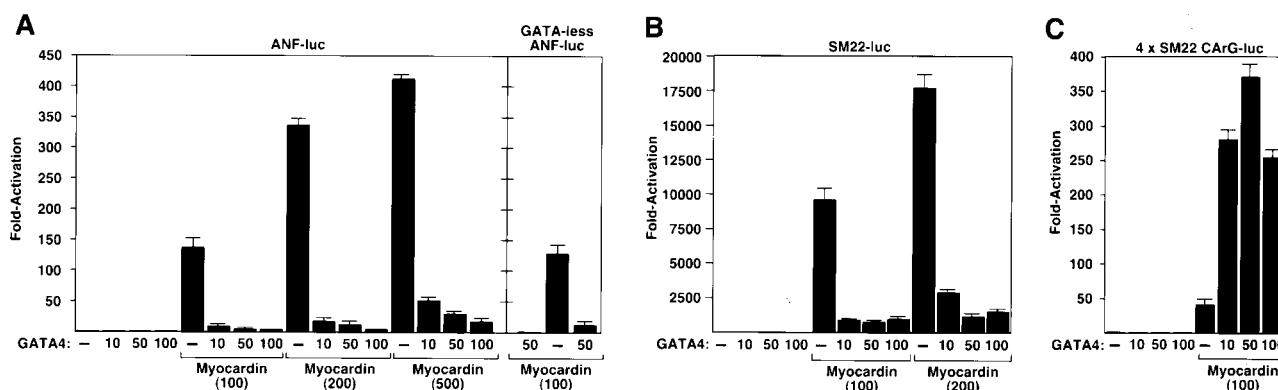 A
ANF-luc
GATA-less
ANF-luc
Fold-Activation
450
400
350
300
250
200
150
100
50
GATA4: – 10 50 100 – 10 50 100 – 10 50 100 – 10 50 100 50 – 50
Myocardin
(100)
Myocardin
(200)
Myocardin
(500)
Myocardin
(100)
B
SM22-luc
Fold-Activation
20000
17500
15000
12500
10000
7500
5000
2500
GATA4: – 10 50 100 – 10 50 100 – 10 50 100
Myocardin
(100)
Myocardin
(200)
C
4 x SM22 CArG-luc
Fold-Activation
400
350
300
250
200
150
100
50
GATA4: – 10 50 100 – 10 50 100
Myocardin
(100)